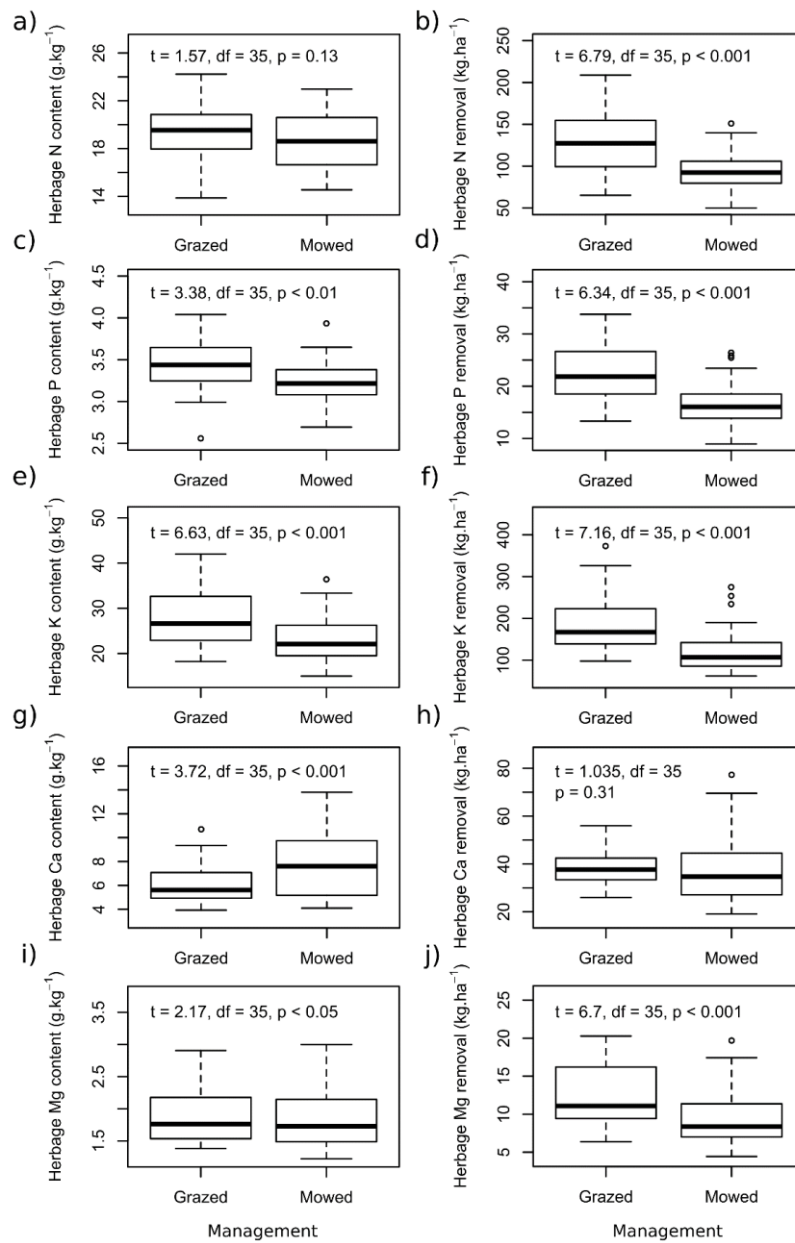 a)
Herbage N content (g.kg⁻¹)
26
22
18
14
t = 1.57, df = 35, p = 0.13
Grazed
Mowed
b)
Herbage N removal (kg.ha⁻¹)
250
200
150
100
50
t = 6.79, df = 35, p < 0.001
Grazed
Mowed
c)
Herbage P content (g.kg⁻¹)
4.5
4.0
3.5
3.0
2.5
t = 3.38, df = 35, p < 0.01
Grazed
Mowed
d)
Herbage P removal (kg.ha⁻¹)
40
30
20
10
t = 6.34, df = 35, p < 0.001
Grazed
Mowed
e)
Herbage K content (g.kg⁻¹)
50
40
30
20
t = 6.63, df = 35, p < 0.001
Grazed
Mowed
f)
Herbage K removal (kg.ha⁻¹)
400
300
200
100
t = 7.16, df = 35, p < 0.001
Grazed
Mowed
g)
Herbage Ca content (g.kg⁻¹)
16
12
8
6
4
t = 3.72, df = 35, p < 0.001
Grazed
Mowed
h)
Herbage Ca removal (kg.ha⁻¹)
80
60
40
20
t = 1.035, df = 35
p = 0.31
Grazed
Mowed
i)
Herbage Mg content (g.kg⁻¹)
3.5
2.5
1.5
t = 2.17, df = 35, p < 0.05
Grazed
Mowed
Management
j)
Herbage Mg removal (kg.ha⁻¹)
25
20
15
10
5
t = 6.7, df = 35, p < 0.001
Grazed
Mowed
Management